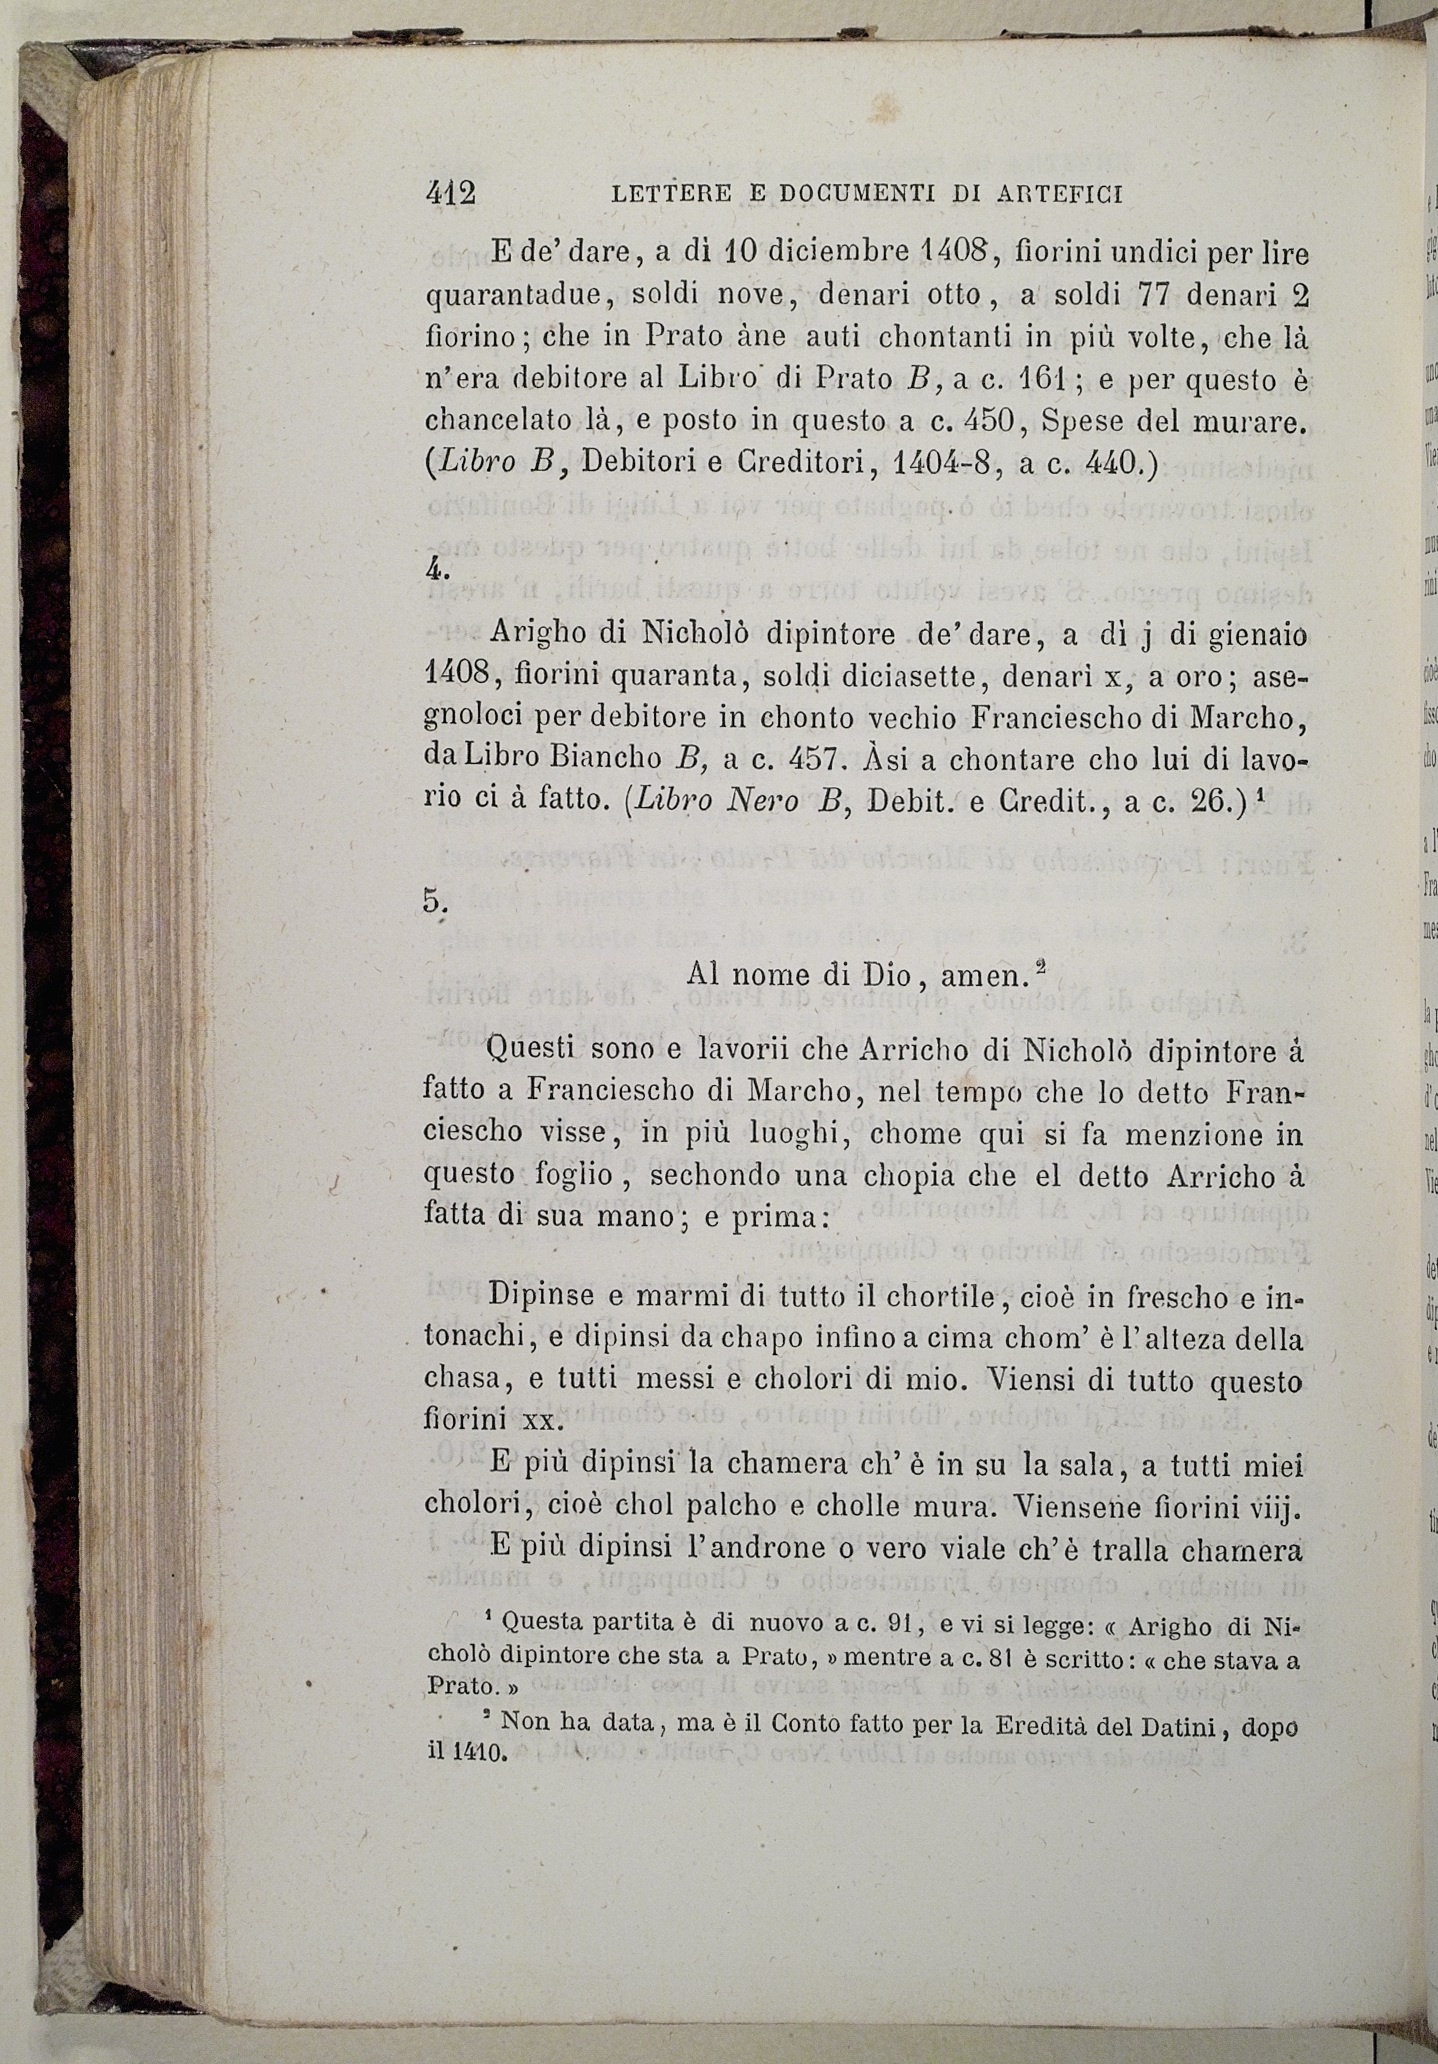 412 LETTERE E DOCUMENTI DI ARTEFICI
E de' dare, a dì 10 diciembre 1408, fiorini undici per lire
quarantadue, soldi nove, denari otto, a soldi 77 denari 2
fiorino; che in Prato àne auti chontanti in più volte, che là
n'era debitore al Libro di Prato B, a c. 161; e per questo è
chancelato là, e posto in questo a c. 450, Spese del murare.
(Libro B, Debitori e Creditori, 1404-8, a c. 440.)
4.
Arigho di Nicholò dipintore de' dare, a dì j di gienaio
1408, fiorini quaranta, soldi diciasette, denari x, a oro; ase-
gnoloci per debitore in chonto vechio Franciescho di Marcho,
da Libro Biancho B, a c. 457. Àsi a chontare cho lui di lavo-
rio ci à fatto. (Libro Nero B, Debit. e Credit., a c. 26.)¹
5.
Al nome di Dio, amen.²
Questi sono e lavorii che Arricho di Nicholò dipintore à
fatto a Franciescho di Marcho, nel tempo che lo detto Fran-
ciescho visse, in più luoghi, chome qui si fa menzione in
questo foglio, sechondo una chopia che el detto Arricho à
fatta di sua mano; e prima:
Dipinse e marmi di tutto il chortile, cioè in frescho e in-
tonachi, e dipinsi da chapo infino a cima chom' è l'alteza della
chasa, e tutti messi e cholori di mio. Viensi di tutto questo
fiorini xx.
E più dipinsi la chamera ch' è in su la sala, a tutti miei
cholori, cioè chol palcho e cholle mura. Viensene fiorini viij.
E più dipinsi l'androne o vero viale ch'è tralla chamera
¹ Questa partita è di nuovo a c. 91, e vi si legge: « Arigho di Ni-
cholò dipintore che sta a Prato, » mentre a c. 81 è scritto: « che stava a
Prato. »
² Non ha data, ma è il Conto fatto per la Eredità del Datini, dopo
il 1410.